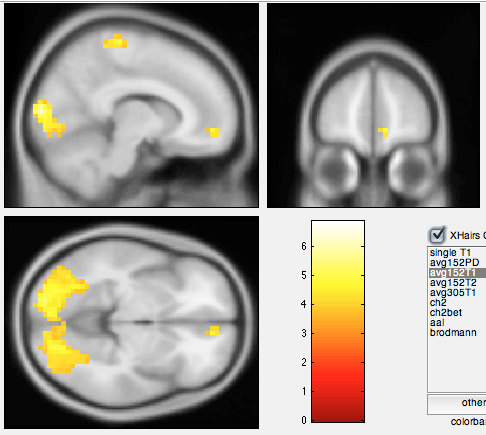 6
5
4
3
2
1
0
XHairs
single T1
avg152PD
avg152T1
avg152T2
avg305T1
ch2
ch2bet
aal
brodmann
other
colorba